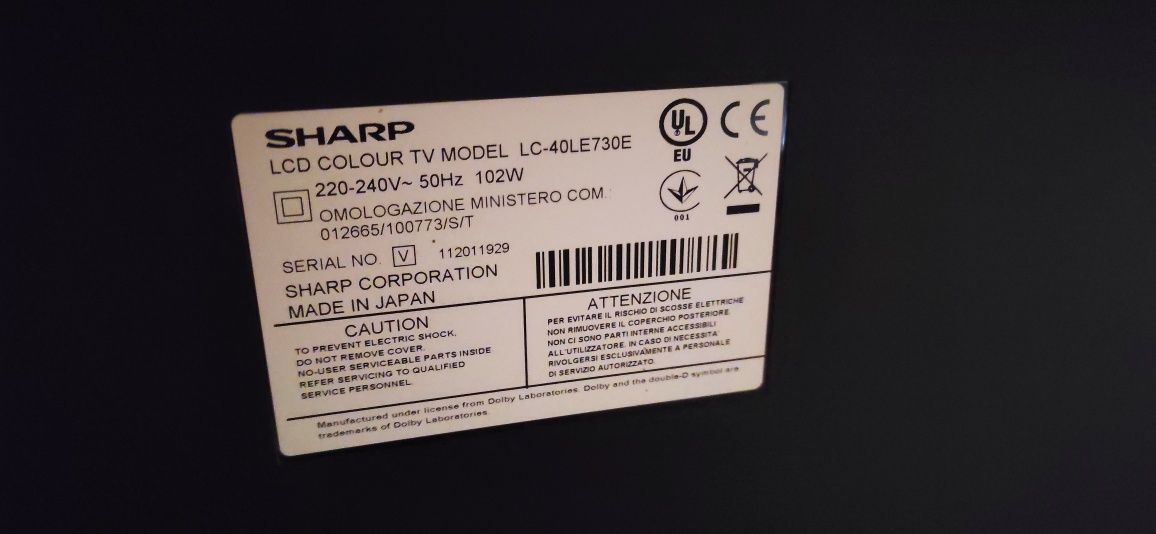 SHARP
LCD COLOUR TV MODEL LC-40LE730E
220-240V~ 50Hz 102W
OMOLOGAZIONE MINISTERO COM.:
012665/100773/S/T
SERIAL NO. V 112011929
SHARP CORPORATION
MADE IN JAPAN
UL
EU
CE
001
CAUTION
TO PREVENT ELECTRIC SHOCK,
DO NOT REMOVE COVER.
NO-USER SERVICEABLE PARTS INSIDE
REFER SERVICING TO QUALIFIED
SERVICE PERSONNEL.
ATTENZIONE
PER EVITARE IL RISCHIO DI SCOSSE ELETTRICHE
NON RIMUOVERE IL COPERCHIO POSTERIORE.
NON CI SONO PARTI INTERNE ACCESSIBILI
ALL'UTILIZZATORE. IN CASO DI NECESSITA'
RIVOLGERSI ESCLUSIVAMENTE A PERSONALE
DI SERVIZIO AUTORIZZATO.
Manufactured under license from Dolby Laboratories. Dolby and the double-D symbol are
trademarks of Dolby Laboratories.